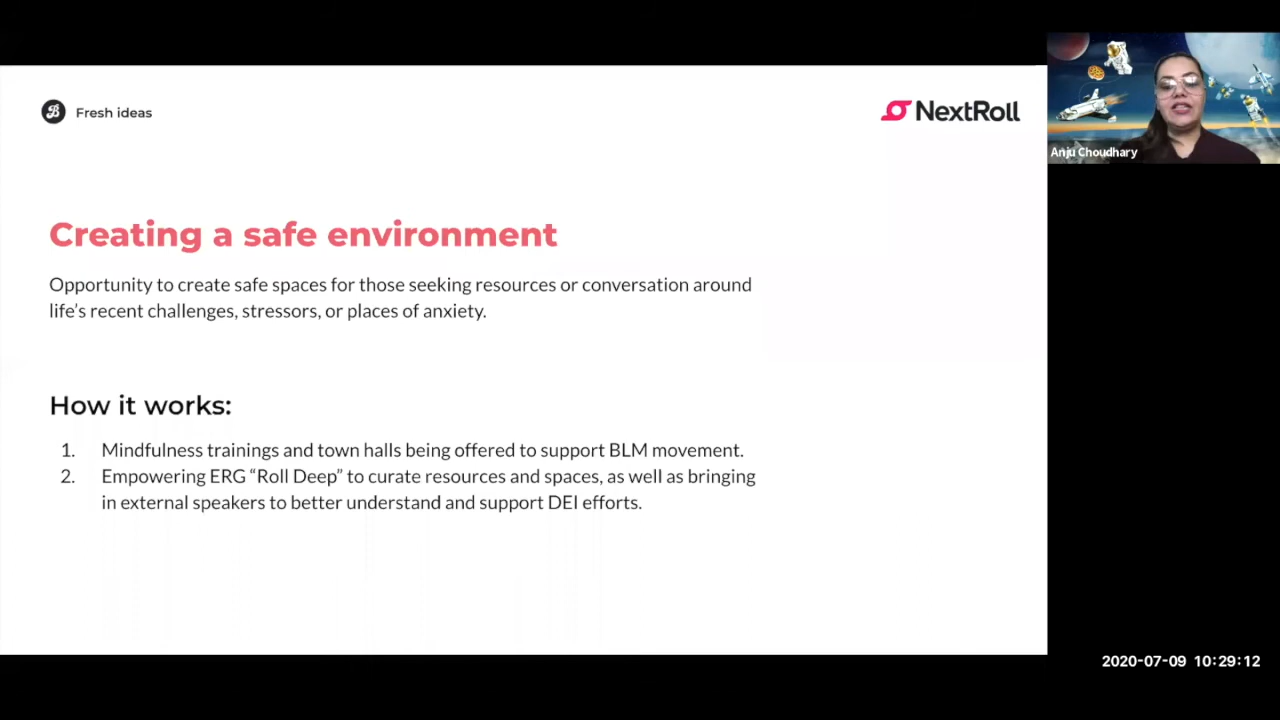 B
Fresh ideas
NextRoll
Anju Choudhary
Creating a safe environment
Opportunity to create safe spaces for those seeking resources or conversation around
life’s recent challenges, stressors, or places of anxiety.
How it works:
1. Mindfulness trainings and town halls being offered to support BLM movement.
2. Empowering ERG “Roll Deep” to curate resources and spaces, as well as bringing
in external speakers to better understand and support DEI efforts.
2020-07-09 10:29:12